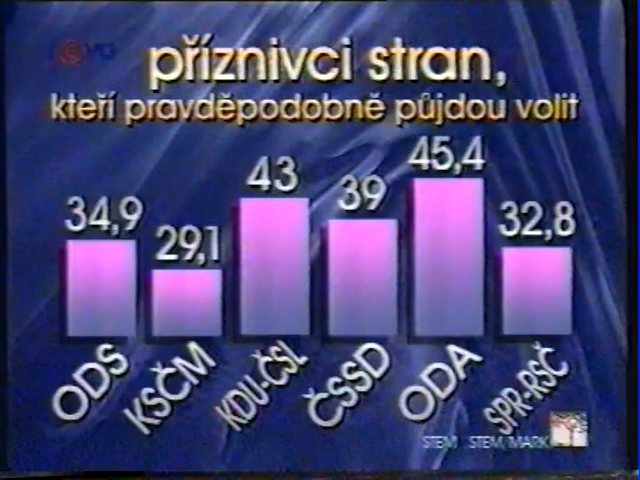 nova
příznivci stran,
kteří pravděpodobně půjdou volit
34,9
29,1
43
39
45,4
32,8
ODS
KSČM
KDU-ČSL
ČSSD
ODA
SPR-RSČ
STEM STEM/MARK